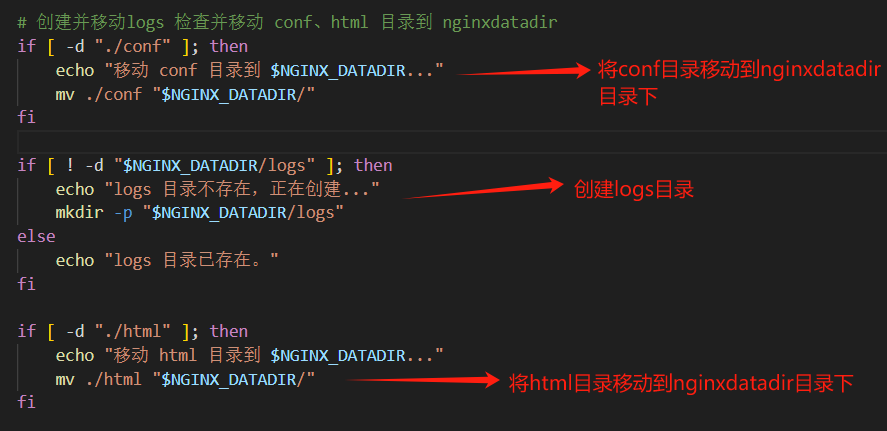 # 创建并移动logs 检查并移动 conf、html 目录到 nginxdatadir
if [ -d "./conf" ]; then
    echo "移动 conf 目录到 $NGINX_DATADIR..."
将conf目录移动到nginxdatadir
    mv ./conf "$NGINX_DATADIR/"
目录下
fi
if [ ! -d "$NGINX_DATADIR/logs" ]; then
    echo "logs 目录不存在，正在创建..."
创建logs目录
    mkdir -p "$NGINX_DATADIR/logs"
else
    echo "logs 目录已存在。"
fi
if [ -d "./html" ]; then
    echo "移动 html 目录到 $NGINX_DATADIR..."
    mv ./html "$NGINX_DATADIR/"
将html目录移动到nginxdatadir目录下
fi